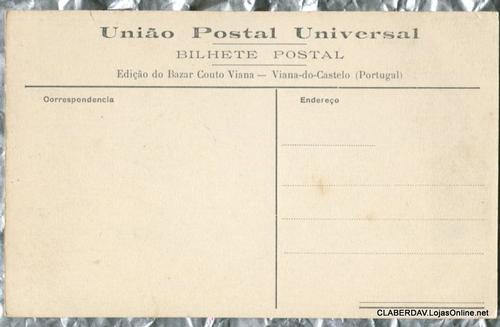 União Postal Universal
BILHETE POSTAL
Edição do Bazar Couto Viana — Viana-do-Castelo (Portugal)
Correspondencia
Endereço
CLABERDAV.LojasOnline.net